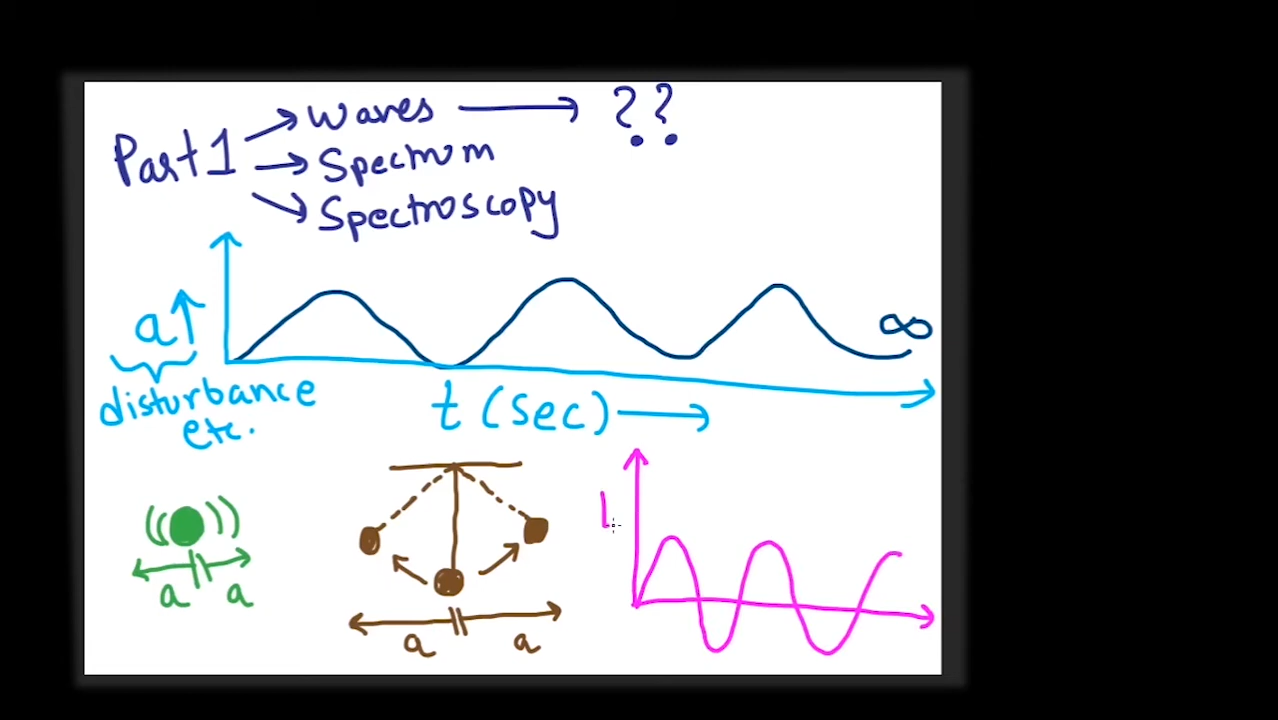 Part 1 → Waves → ??
→ Spectrum
→ Spectroscopy
a↑
∞
disturbance
etc.
t (sec) →
a a
a a